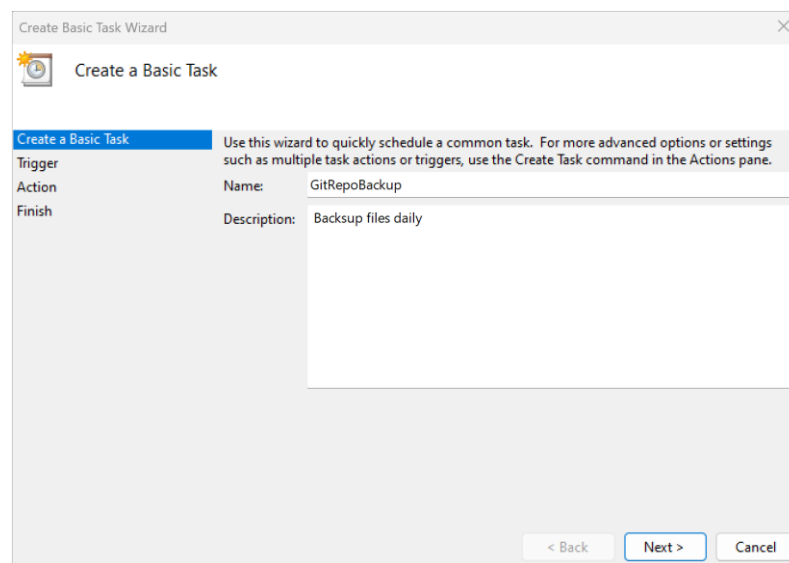 Create Basic Task Wizard
Create a Basic Task
Create a Basic Task
Trigger
Action
Finish
Use this wizard to quickly schedule a common task.  For more advanced options or settings
such as multiple task actions or triggers, use the Create Task command in the Actions pane.
Name: GitRepoBackup
Description: Backsup files daily
< Back Next > Cancel